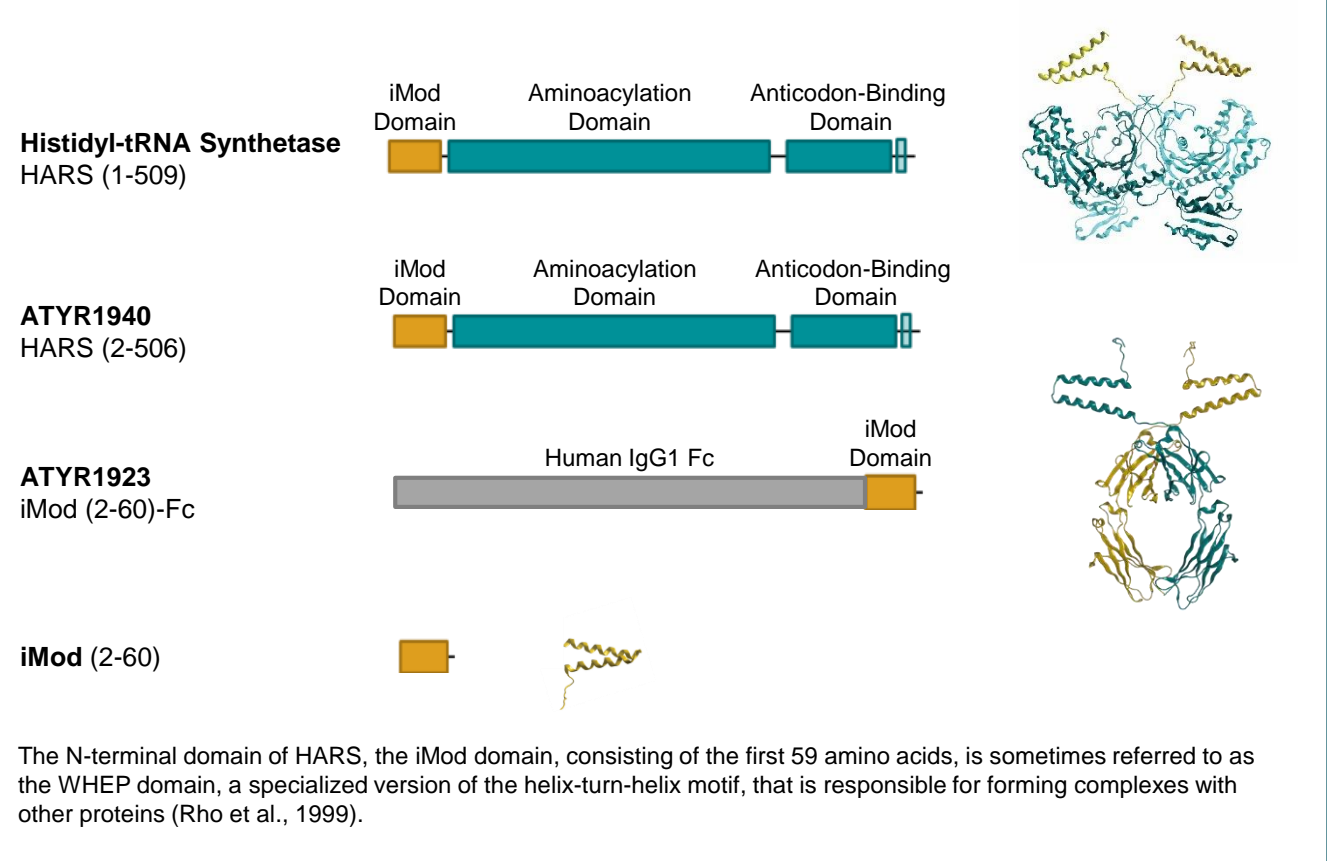 iMod
Domain
Aminoacylation
Domain
Anticodon-Binding
Domain
Histidyl-tRNA Synthetase
HARS (1-509)
iMod
Domain
Aminoacylation
Domain
Anticodon-Binding
Domain
ATYR1940
HARS (2-506)
iMod
Domain
Human IgG1 Fc
ATYR1923
iMod (2-60)-Fc
iMod (2-60)
The N-terminal domain of HARS, the iMod domain, consisting of the first 59 amino acids, is sometimes referred to as
the WHEP domain, a specialized version of the helix-turn-helix motif, that is responsible for forming complexes with
other proteins (Rho et al., 1999).